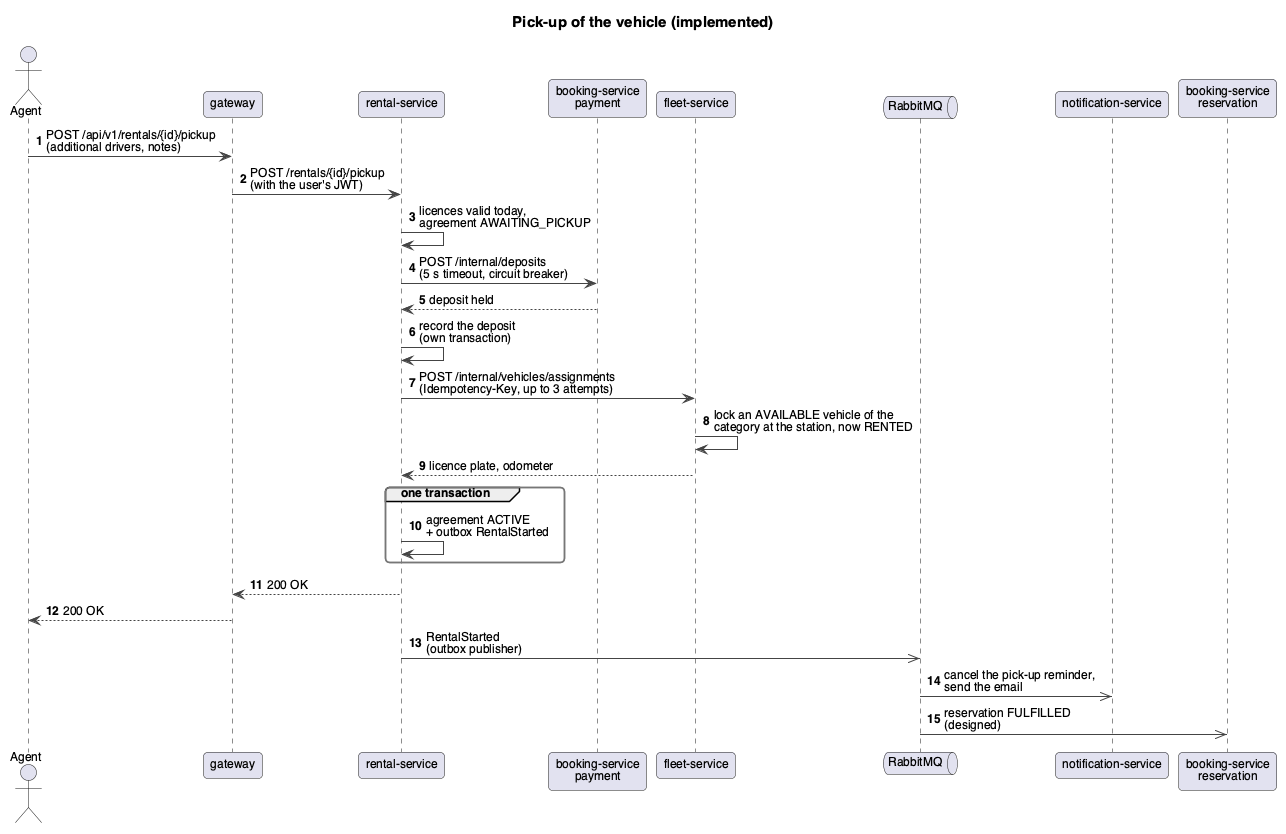 Pick-up of the vehicle (implemented)
Agent
gateway
rental-service
booking-service
payment
fleet-service
RabbitMQ
notification-service
booking-service
reservation
1 POST /api/v1/rentals/{id}/pickup
(additional drivers, notes)
2 POST /rentals/{id}/pickup
(with the user's JWT)
3 licences valid today,
agreement AWAITING_PICKUP
4 POST /internal/deposits
(5 s timeout, circuit breaker)
5 deposit held
6 record the deposit
(own transaction)
7 POST /internal/vehicles/assignments
(Idempotency-Key, up to 3 attempts)
8 lock an AVAILABLE vehicle of the
category at the station, now RENTED
9 licence plate, odometer
one transaction
10 agreement ACTIVE
+ outbox RentalStarted
11 200 OK
12 200 OK
13 RentalStarted
(outbox publisher)
14 cancel the pick-up reminder,
send the email
15 reservation FULFILLED
(designed)
Agent
gateway
rental-service
booking-service
payment
fleet-service
RabbitMQ
notification-service
booking-service
reservation